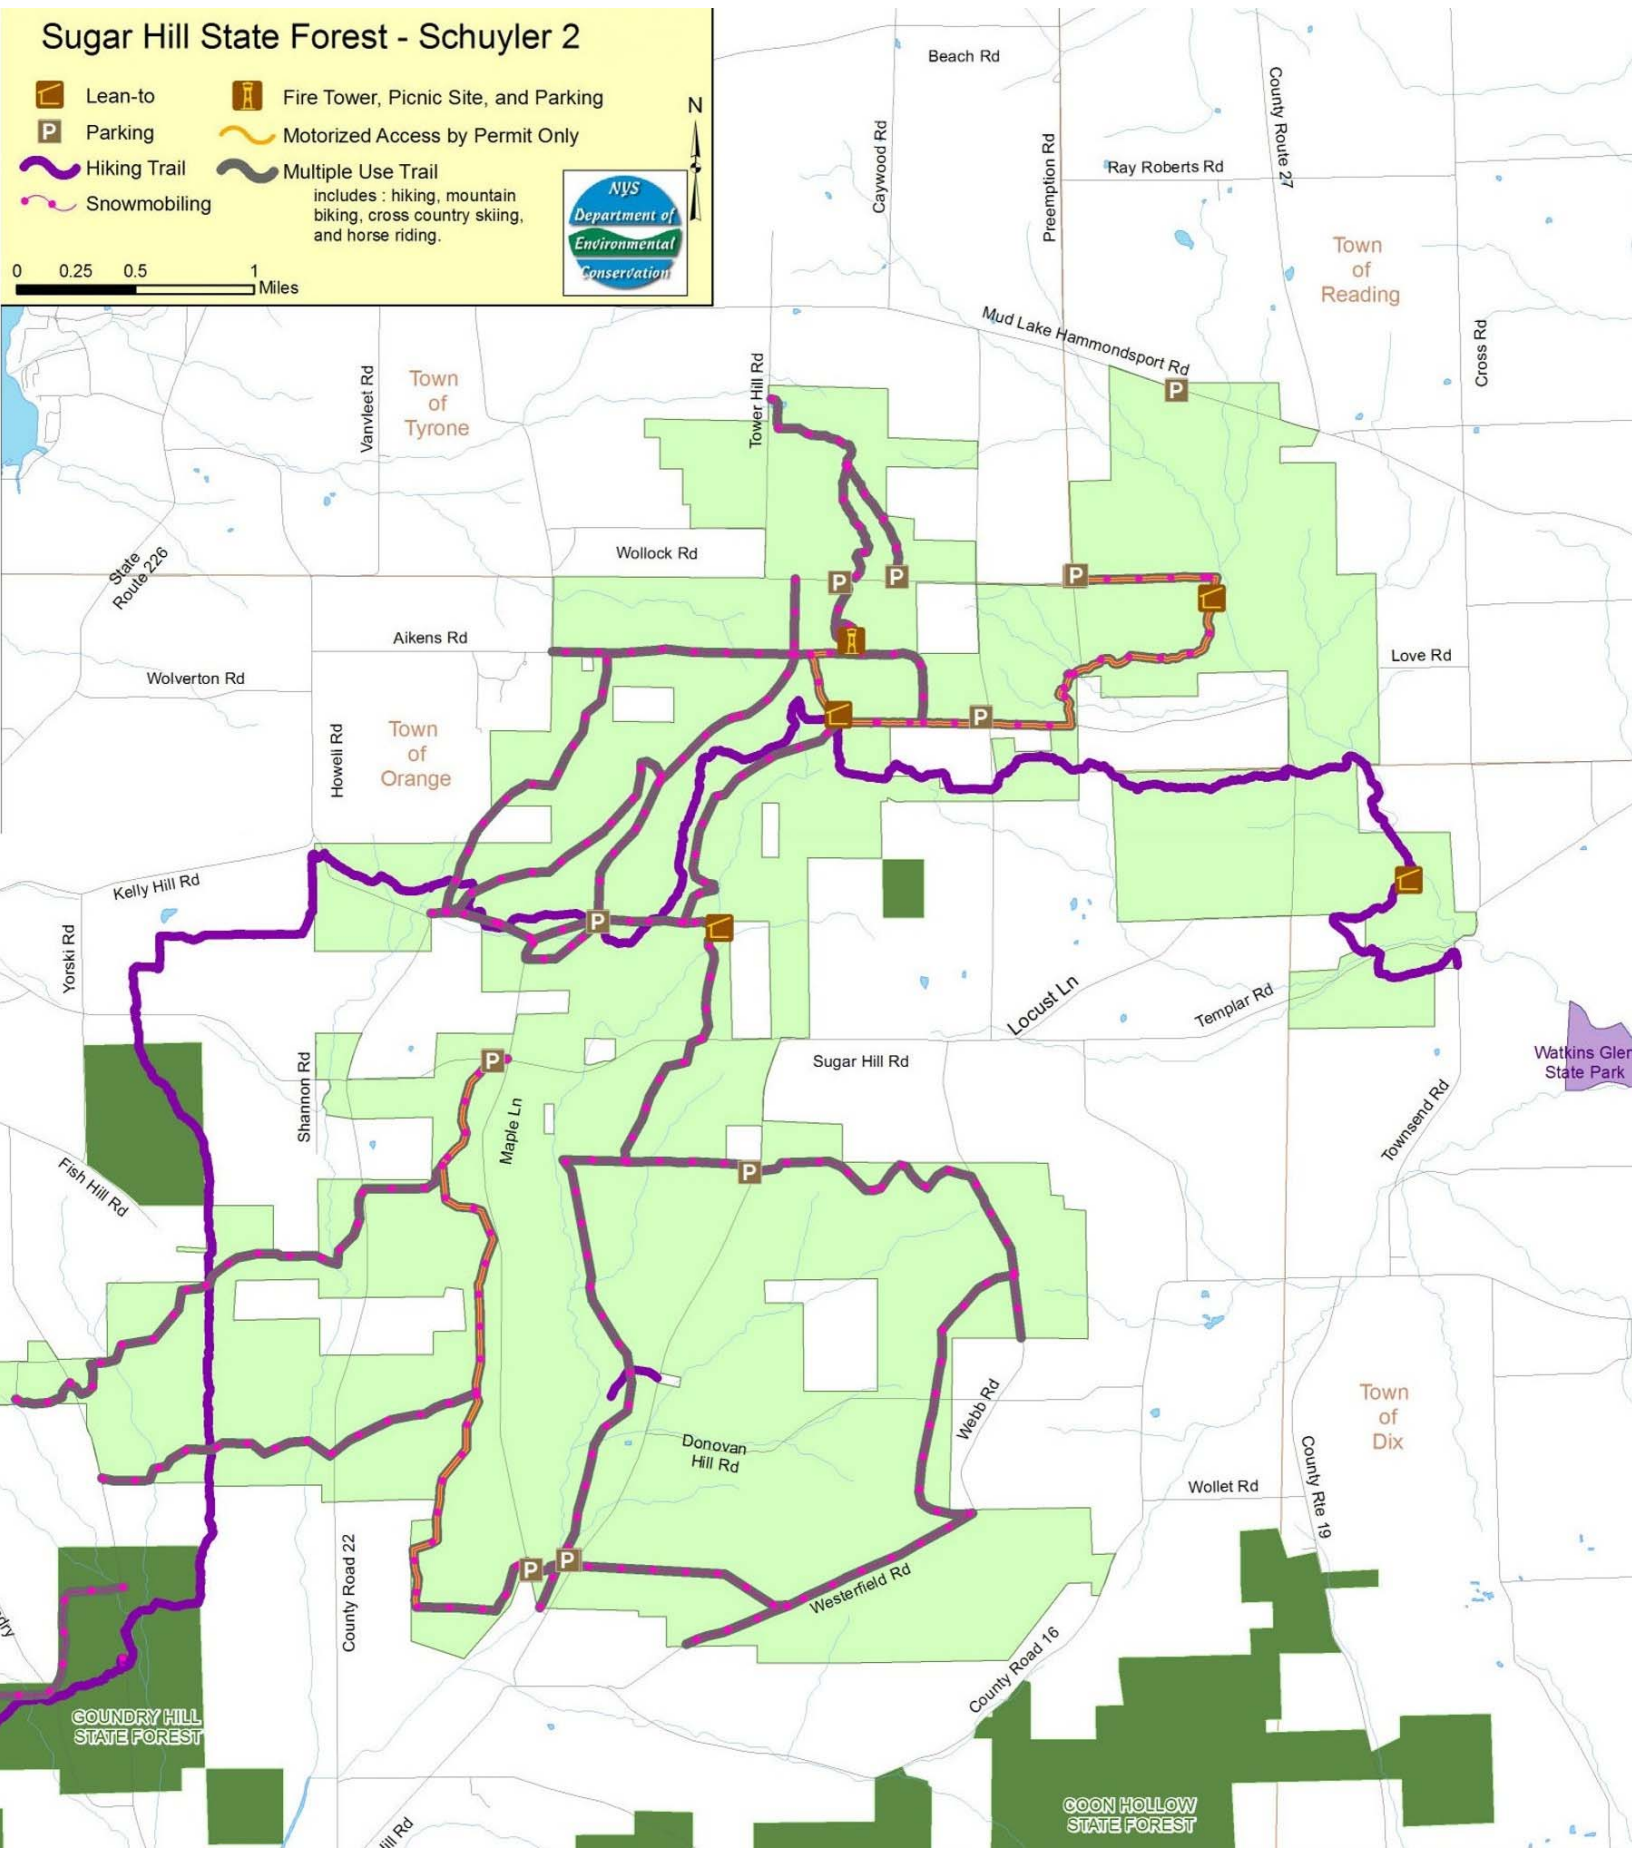 Sugar Hill State Forest - Schuyler 2
Lean-to
Fire Tower, Picnic Site, and Parking
P
Parking
Motorized Access by Permit Only
Hiking Trail
Multiple Use Trail
Snowmobiling
includes : hiking, mountain
biking, cross country skiing,
and horse riding.
N
NYS
Department of
Environmental
Conservation
0 0.25 0.5 1
Miles
Beach Rd
Caywood Rd
Preemption Rd
Ray Roberts Rd
County Route 27
Town
of
Reading
Mud Lake Hammondsport Rd
Cross Rd
P
Vanvleet Rd
Town
of
Tyrone
Tower Hill Rd
State
Route 226
Wollock Rd
P
P
P
Aikens Rd
Wolverton Rd
Love Rd
P
Howell Rd
Town
of
Orange
Kelly Hill Rd
P
Yorski Rd
Locust Ln
Templar Rd
Shannon Rd
P
Sugar Hill Rd
Watkins Glen
State Park
Maple Ln
Townsend Rd
Fish Hill Rd
P
Webb Rd
Town
of
Dix
Donovan
Hill Rd
Wollet Rd
County Rte 19
County Road 22
P
P
Westerfield Rd
County Road 16
GOUNDRY HILL
STATE FOREST
COON HOLLOW
STATE FOREST